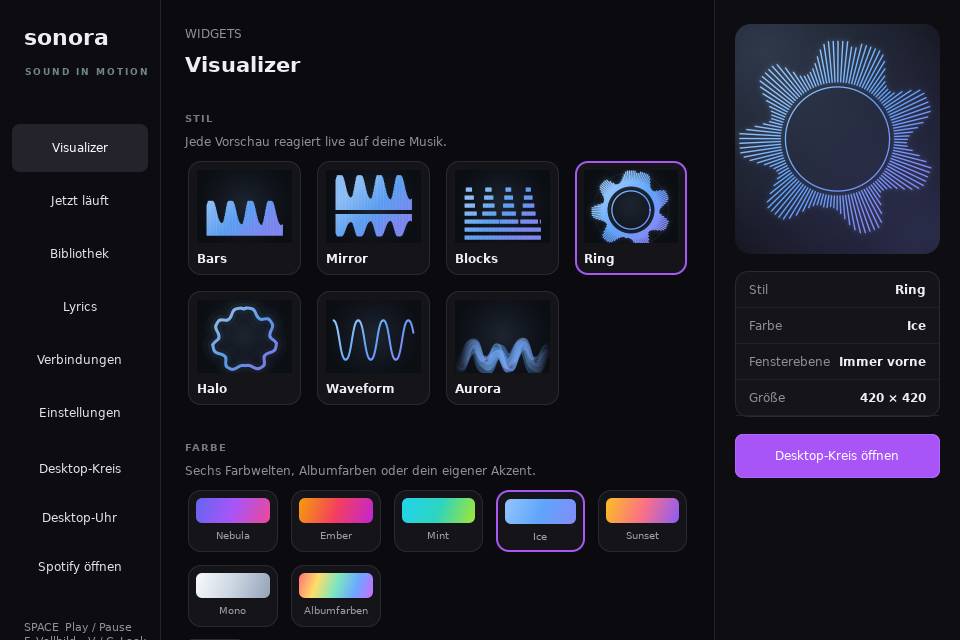 sonora
SOUND IN MOTION
Visualizer
Jetzt läuft
Bibliothek
Lyrics
Verbindungen
Einstellungen
Desktop-Kreis
Desktop-Uhr
Spotify öffnen
SPACE Play / Pause
WIDGETS
Visualizer
STIL
Jede Vorschau reagiert live auf deine Musik.
Bars
Mirror
Blocks
Ring
Halo
Waveform
Aurora
FARBE
Sechs Farbwelten, Albumfarben oder dein eigener Akzent.
Nebula
Ember
Mint
Ice
Sunset
Mono
Albumfarben
Stil Ring
Farbe Ice
Fensterebene Immer vorne
Größe 420 × 420
Desktop-Kreis öffnen